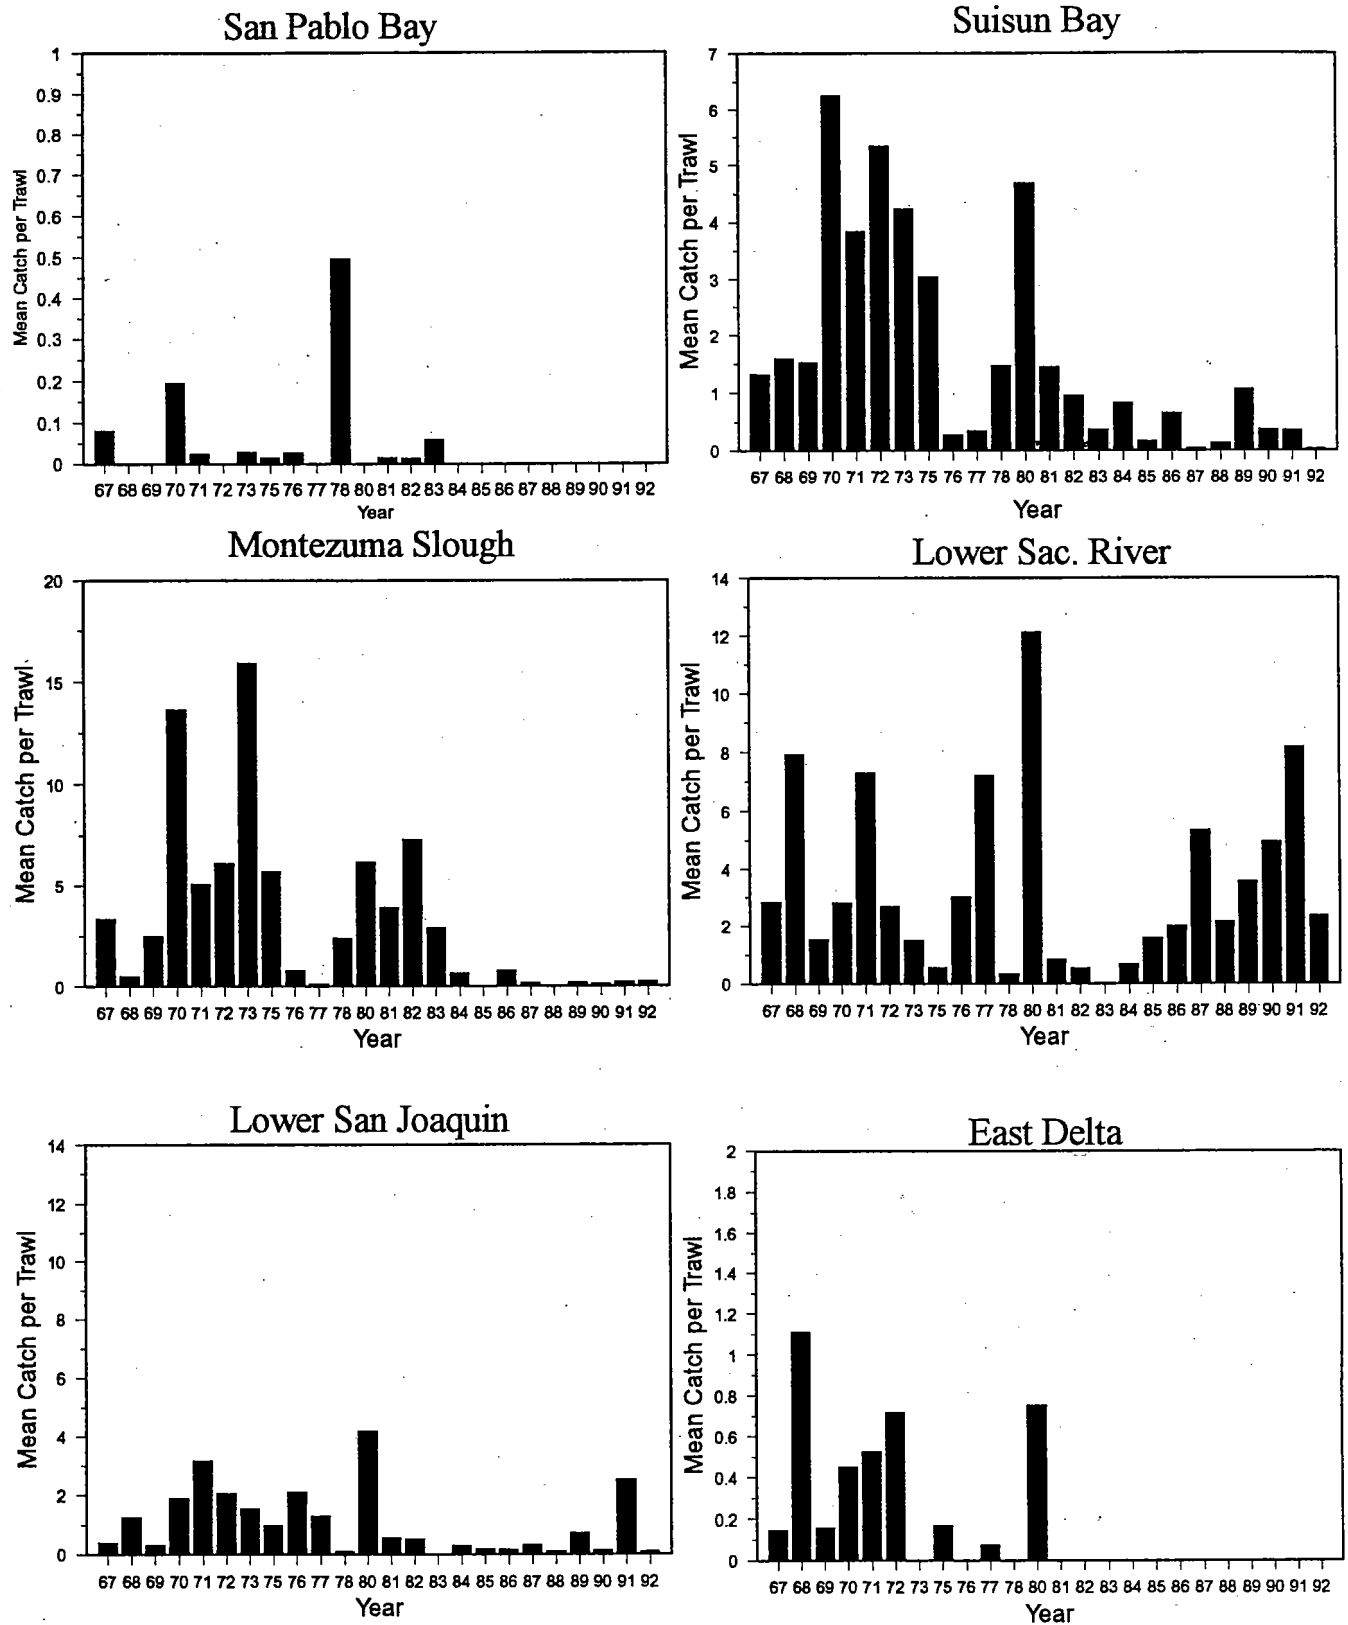 San Pablo Bay
1
0.9
0.8
0.7
0.6
0.5
0.4
0.3
0.2
0.1
0
Mean Catch per Trawl
67 68 69 70 71 72 73 75 76 77 78 80 81 82 83 84 85 86 87 88 89 90 91 92
Year
Suisun Bay
7
6
5
4
3
2
1
0
Mean Catch per Trawl
67 68 69 70 71 72 73 75 76 77 78 80 81 82 83 84 85 86 87 88 89 90 91 92
Year
Montezuma Slough
20
15
10
5
0
Mean Catch per Trawl
67 68 69 70 71 72 73 75 76 77 78 80 81 82 83 84 85 86 87 88 89 90 91 92
Year
Lower Sac. River
14
12
10
8
6
4
2
0
Mean Catch per Trawl
67 68 69 70 71 72 73 75 76 77 78 80 81 82 83 84 85 86 87 88 89 90 91 92
Year
Lower San Joaquin
14
12
10
8
6
4
2
0
Mean Catch per Trawl
67 68 69 70 71 72 73 75 76 77 78 80 81 82 83 84 85 86 87 88 89 90 91 92
Year
East Delta
2
1.8
1.6
1.4
1.2
1
0.8
0.6
0.4
0.2
0
Mean Catch per Trawl
67 68 69 70 71 72 73 75 76 77 78 80 81 82 83 84 85 86 87 88 89 90 91 92
Year